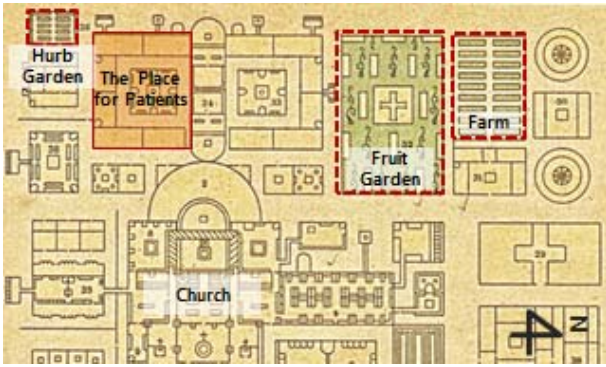 Hurb
Garden
The Place
for Patients
Fruit
Garden
Farm
Church
N